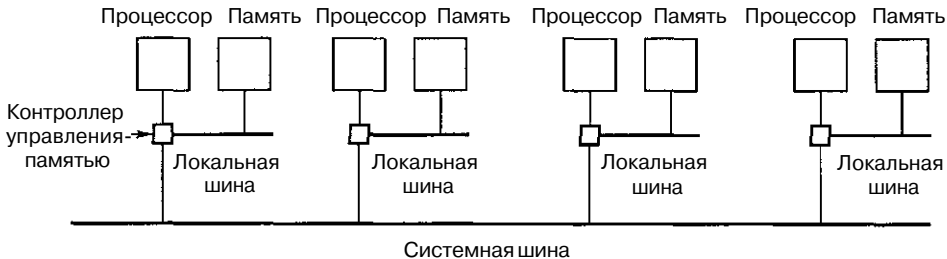 Процессор Память Процессор Память Процессор Память Процессор Память
Контроллер
управления-
памятью
Локальная
шина
Локальная
шина
Локальная
шина
Локальная
шина
Системная шина